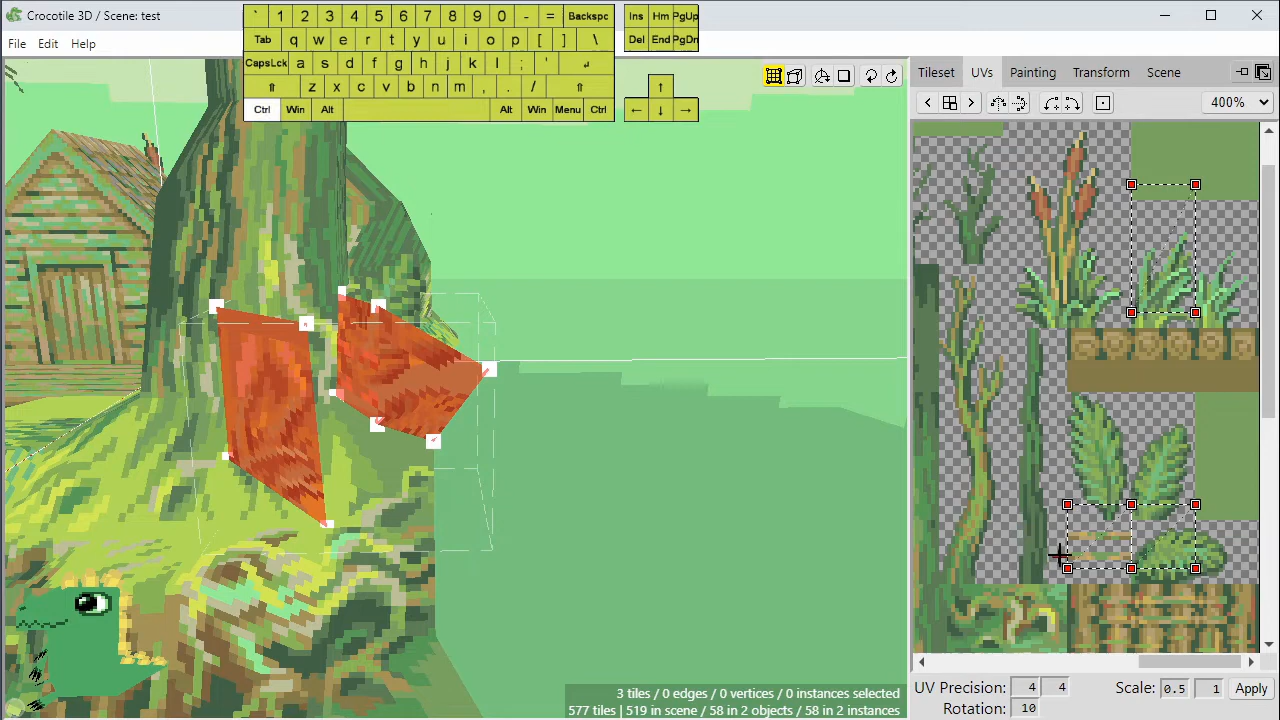 Crocotile 3D / Scene: test
File Edit Help
` 1 2 3 4 5 6 7 8 9 0 - = Backspc Ins Hm PgUp
Tab q w e r t y u i o p [ ] \ Del End PgDn
CapsLck a s d f g h j k l ; ' ↵
⇧ z x c v b n m , . / ⇧ ↑
Ctrl Win Alt Alt Win Menu Ctrl ← ↓ →
Tileset UVs Painting Transform Scene
400%
3 tiles / 0 edges / 0 vertices / 0 instances selected
577 tiles | 519 in scene / 58 in 2 objects / 58 in 2 instances
UV Precision: 4 4 Scale: 0.5 1 Apply
Rotation: 10